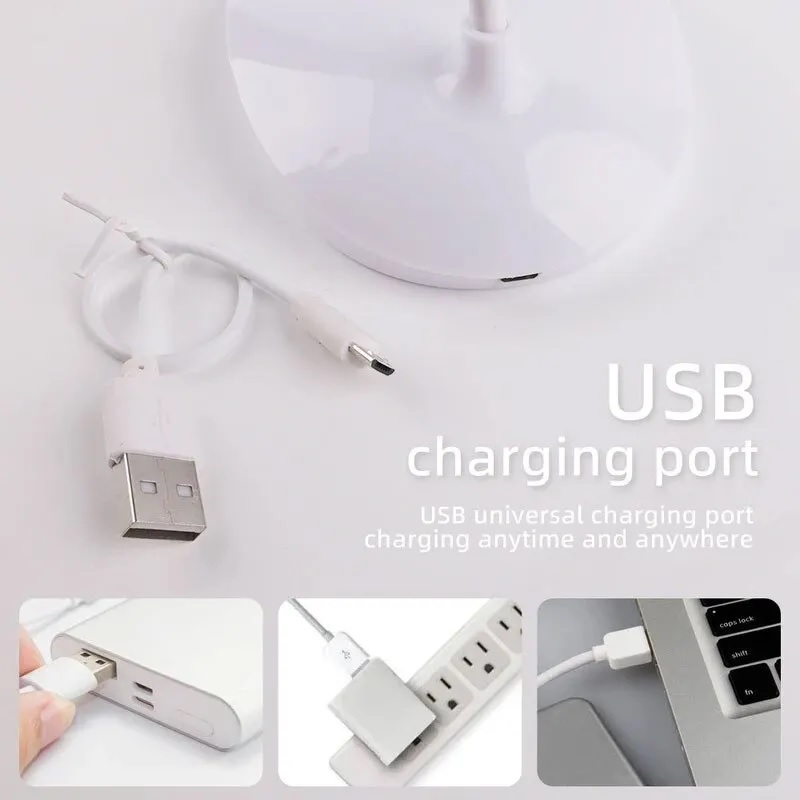 USB
charging port
USB universal charging port
charging anytime and anywhere
caps lock
shift
fn